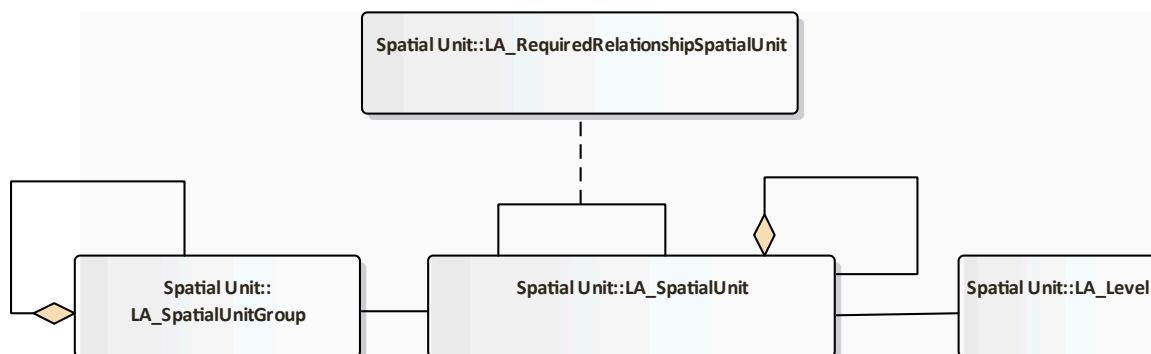 Spatial Unit::LA_RequiredRelationshipSpatialUnit
Spatial Unit::
LA_SpatialUnitGroup
Spatial Unit::LA_SpatialUnit
Spatial Unit::LA_Level